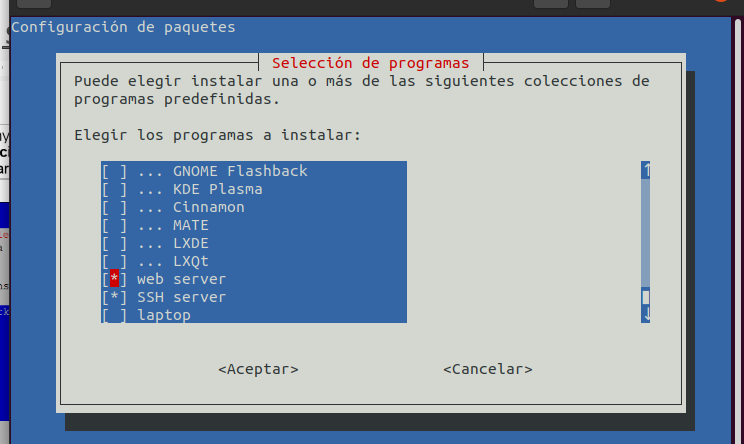 Configuración de paquetes
Selección de programas
Puede elegir instalar una o más de las siguientes colecciones de
programas predefinidas.
Elegir los programas a instalar:
[ ] ... GNOME Flashback
[ ] ... KDE Plasma
[ ] ... Cinnamon
[ ] ... MATE
[ ] ... LXDE
[ ] ... LXQt
[*] web server
[*] SSH server
[ ] laptop
<Aceptar> <Cancelar>